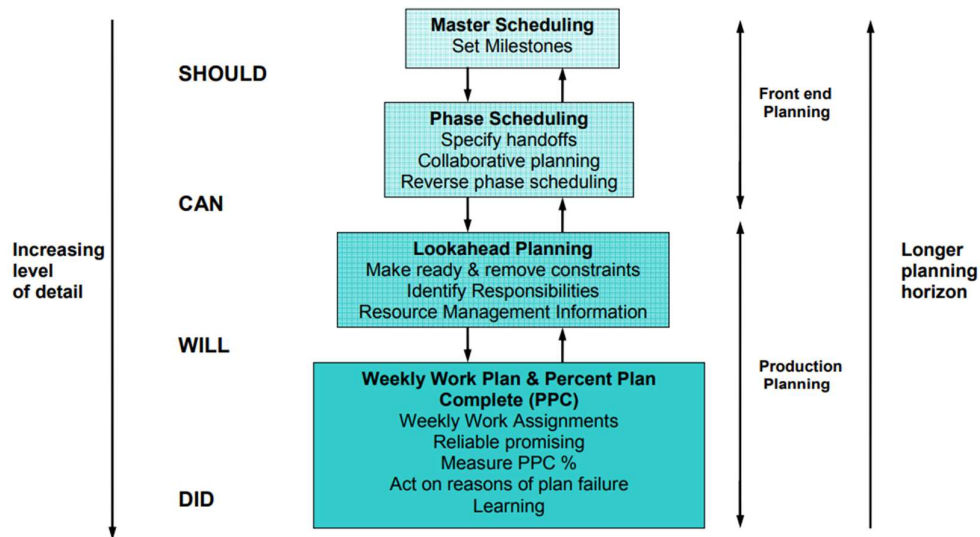 Master Scheduling
Set Milestones
SHOULD
Front end
Planning
Phase Scheduling
Specify handoffs
Collaborative planning
Reverse phase scheduling
CAN
Increasing
level
of detail
Lookahead Planning
Make ready & remove constraints
Identify Responsibilities
Resource Management Information
Longer
planning
horizon
WILL
Production
Planning
Weekly Work Plan & Percent Plan
Complete (PPC)
Weekly Work Assignments
Reliable promising
Measure PPC %
Act on reasons of plan failure
Learning
DID